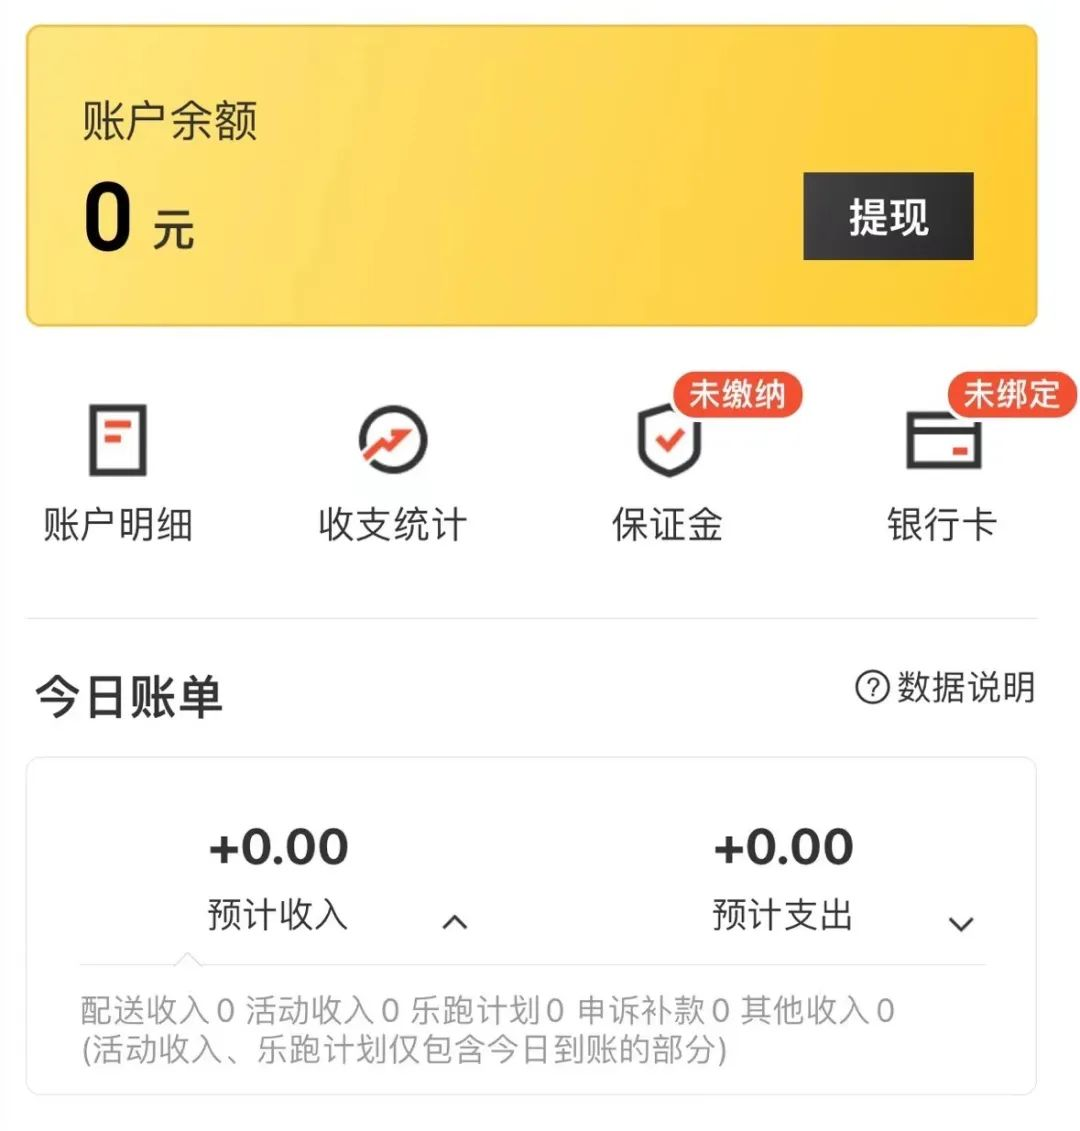 账户余额
0 元
提现
未缴纳
未绑定
账户明细
收支统计
保证金
银行卡
今日账单
?数据说明
+0.00
+0.00
预计收入
预计支出
配送收入0 活动收入0 乐跑计划0 申诉补款0 其他收入0
(活动收入、乐跑计划仅包含今日到账的部分)